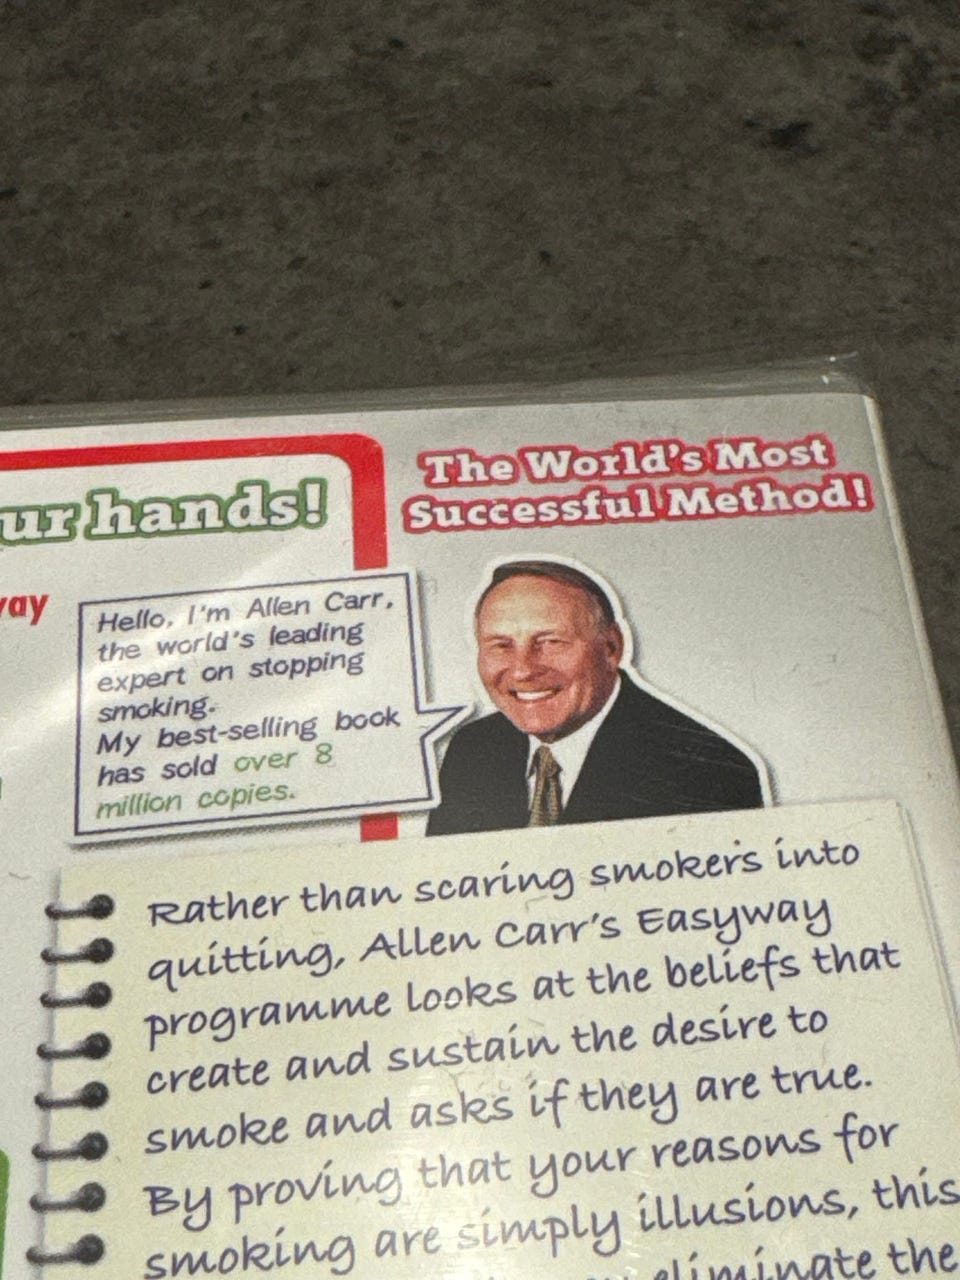 The World's Most
Successful Method!
hands!
Hello, I'm Allen Carr,
the world's leading
expert on stopping
smoking.
My best-selling book
has sold over 8
million copies.
Rather than scaring smokers into
quitting, Allen Carr's Easyway
programme looks at the beliefs that
create and sustain the desire to
smoke and asks if they are true.
By proving that your reasons for
smoking are simply illusions, this
eliminate the